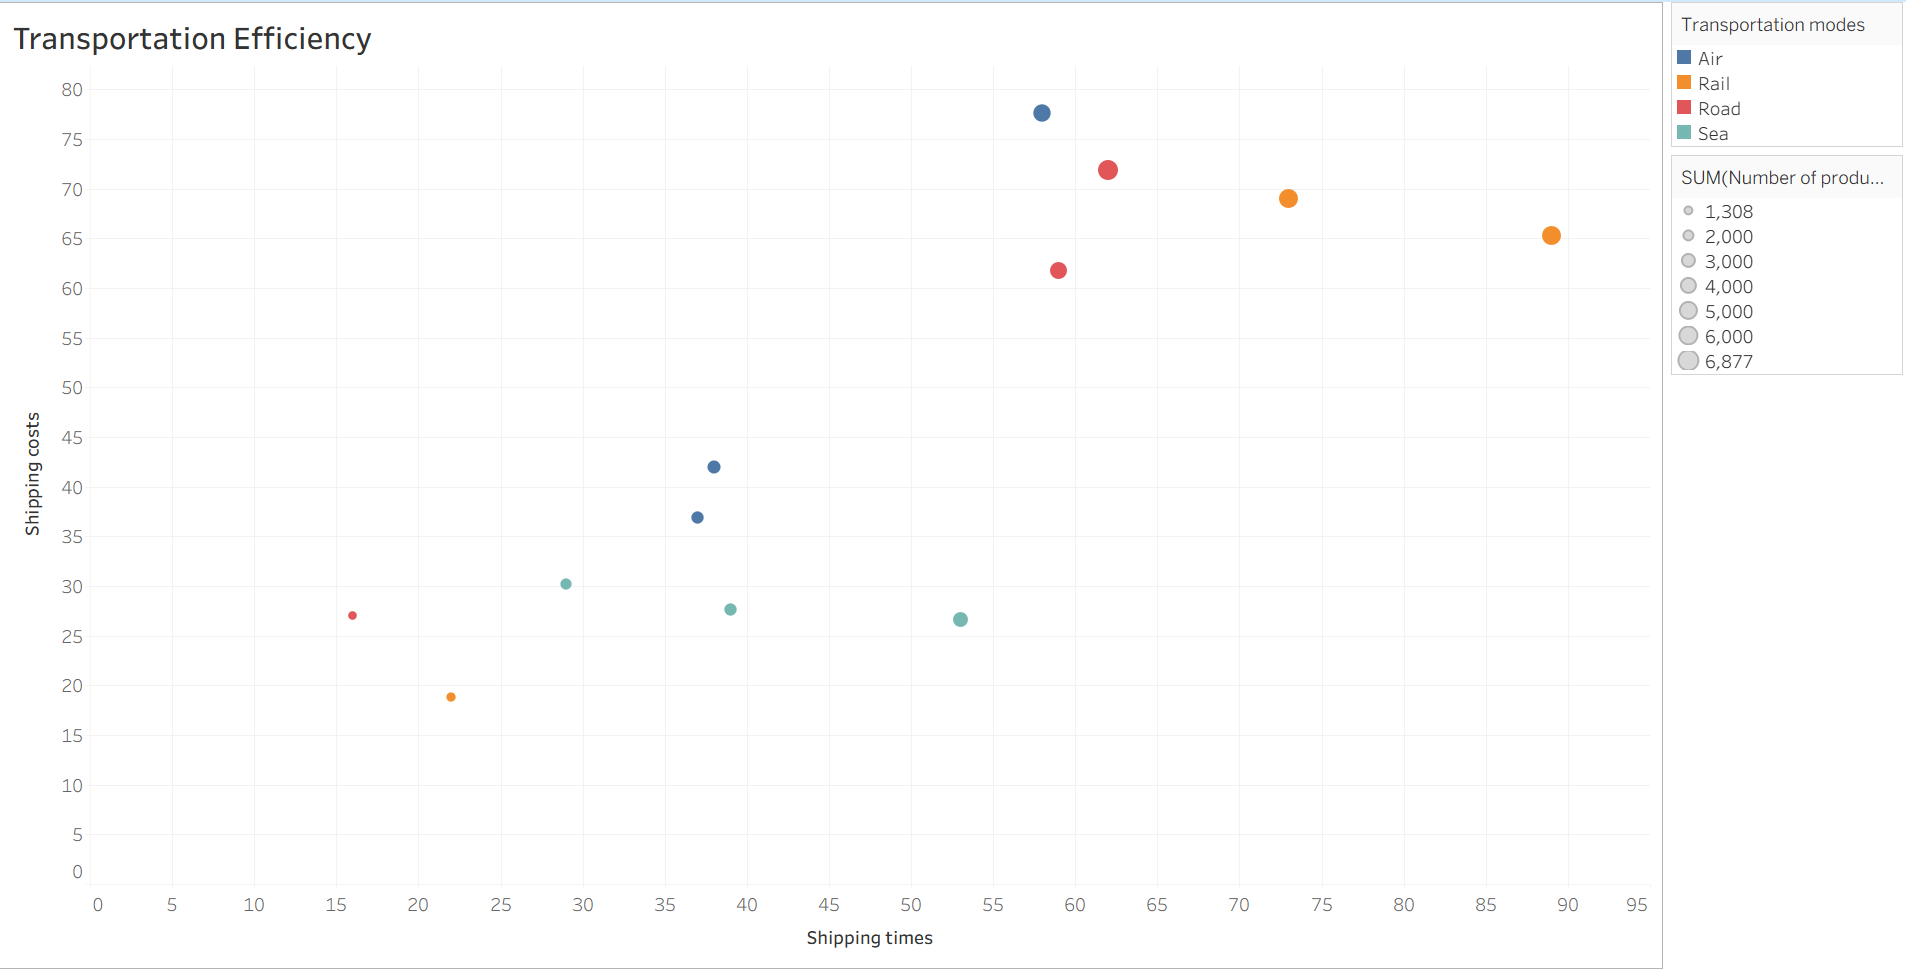 Transportation Efficiency
80
75
70
65
60
55
50
45
40
35
30
25
20
15
10
5
0
Shipping costs
0 5 10 15 20 25 30 35 40 45 50 55 60 65 70 75 80 85 90 95
Shipping times
Transportation modes
Air
Rail
Road
Sea
SUM(Number of produ...
1,308
2,000
3,000
4,000
5,000
6,000
6,877